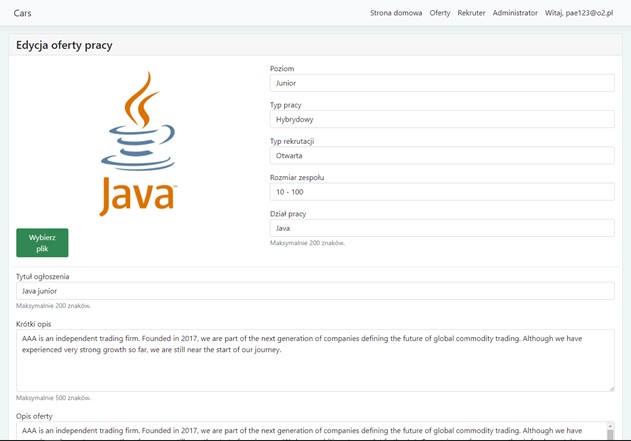 Cars
Strona domowa Oferty Rekruter Administrator Witaj, pae123@o2.pl
Edycja oferty pracy
Java™
Wybierz
plik
Poziom
Junior
Typ pracy
Hybrydowy
Typ rekrutacji
Otwarta
Rozmiar zespołu
10 - 100
Dział pracy
Java
Maksymalnie 200 znaków.
Tytuł ogłoszenia
Java junior
Maksymalnie 200 znaków.
Krótki opis
AAA is an independent trading firm. Founded in 2017, we are part of the next generation of companies defining the future of global commodity trading. Although we have
experienced very strong growth so far, we are still near the start of our journey.
Maksymalnie 500 znaków.
Opis oferty
AAA is an independent trading firm. Founded in 2017, we are part of the next generation of companies defining the future of global commodity trading. Although we have